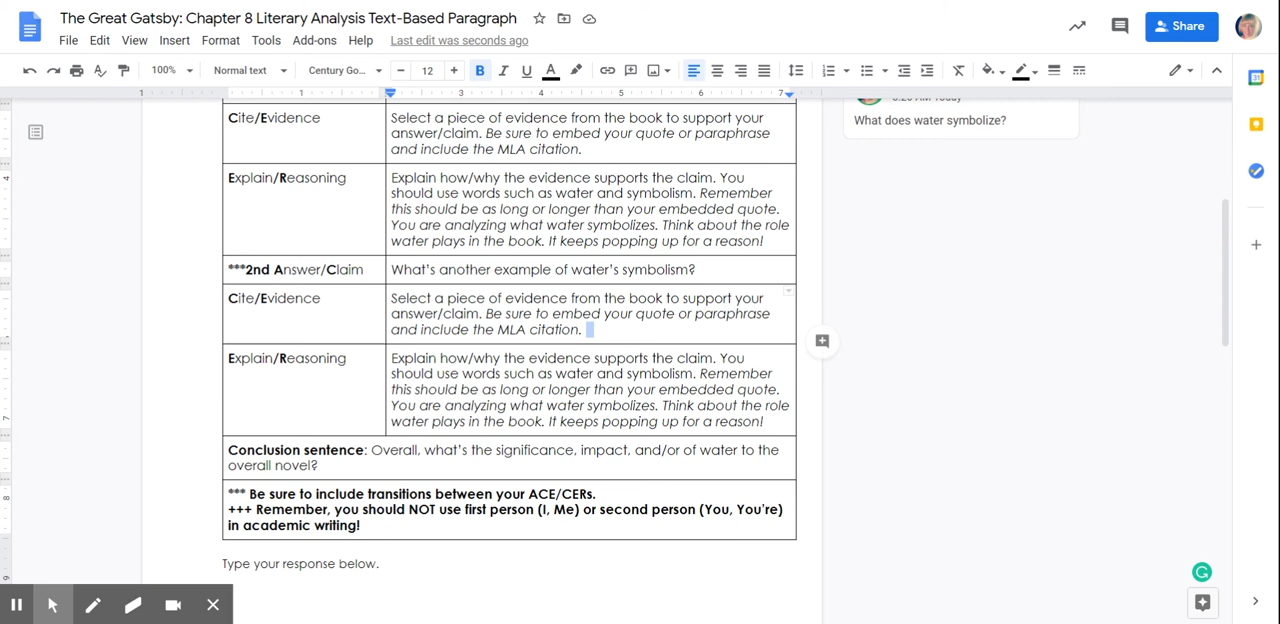 The Great Gatsby: Chapter 8 Literary Analysis Text-Based Paragraph
File Edit View Insert Format Tools Add-ons Help Last edit was seconds ago
Share
100% Normal text Century Go... 12 B I U A
1 1 2 3 4 5 6 7
What does water symbolize?
Cite/Evidence
Select a piece of evidence from the book to support your
answer/claim. Be sure to embed your quote or paraphrase
and include the MLA citation.
Explain/Reasoning
Explain how/why the evidence supports the claim. You
should use words such as water and symbolism. Remember
this should be as long or longer than your embedded quote.
You are analyzing what water symbolizes. Think about the role
water plays in the book. It keeps popping up for a reason!
***2nd Answer/Claim
What's another example of water's symbolism?
Cite/Evidence
Select a piece of evidence from the book to support your
answer/claim. Be sure to embed your quote or paraphrase
and include the MLA citation.
Explain/Reasoning
Explain how/why the evidence supports the claim. You
should use words such as water and symbolism. Remember
this should be as long or longer than your embedded quote.
You are analyzing what water symbolizes. Think about the role
water plays in the book. It keeps popping up for a reason!
Conclusion sentence: Overall, what's the significance, impact, and/or of water to the
overall novel?
*** Be sure to include transitions between your ACE/CERs.
+++ Remember, you should NOT use first person (I, Me) or second person (You, You're)
in academic writing!
Type your response below.